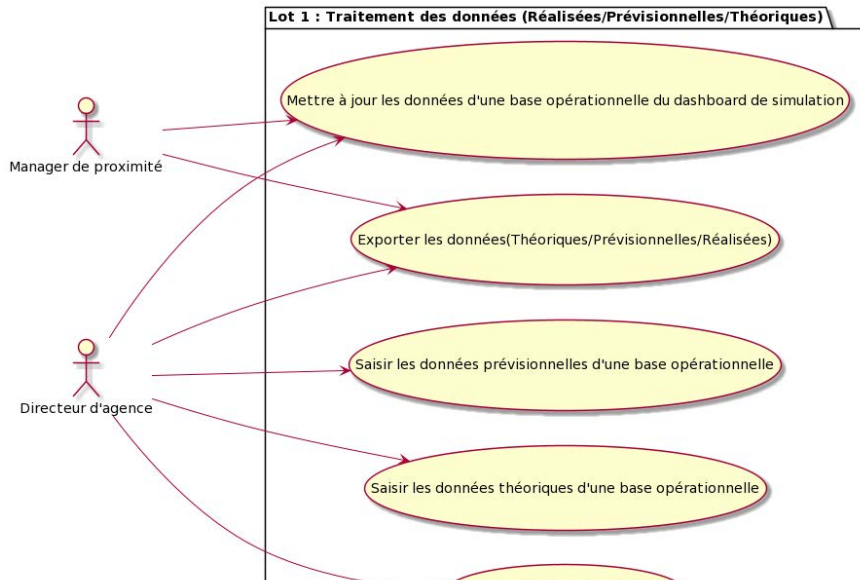 Lot 1 : Traitement des données (Réalisées/Prévisionnelles/Théoriques)
Mettre à jour les données d'une base opérationnelle du dashboard de simulation
Manager de proximité
Exporter les données(Théoriques/Prévisionnelles/Réalisées)
Saisir les données prévisionnelles d'une base opérationnelle
Directeur d'agence
Saisir les données théoriques d'une base opérationnelle